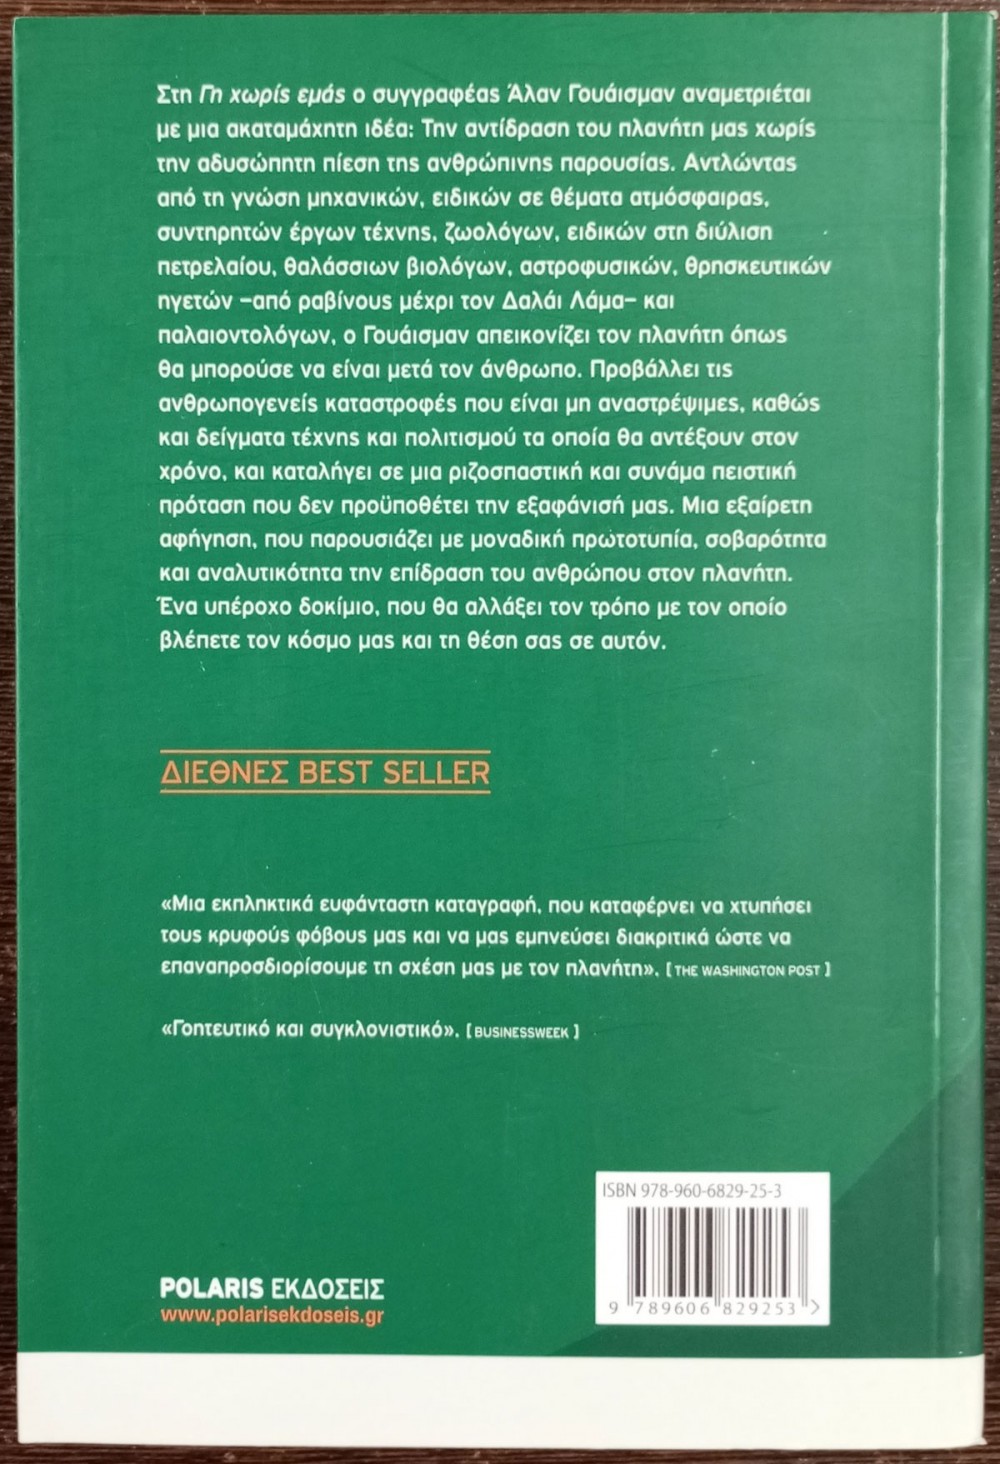 Στη Γη χωρίς εμάς ο συγγραφέας Άλαν Γουάισμαν αναμετριέται
με μια ακαταμάχητη ιδέα: Την αντίδραση του πλανήτη μας χωρίς
την αδυσώπητη πίεση της ανθρώπινης παρουσίας. Αντλώντας
από τη γνώση μηχανικών, ειδικών σε θέματα ατμόσφαιρας,
συντηρητών έργων τέχνης, ζωολόγων, ειδικών στη διύλιση
πετρελαίου, θαλάσσιων βιολόγων, αστροφυσικών, θρησκευτικών
ηγετών –από ραβίνους μέχρι τον Δαλάι Λάμα– και
παλαιοντολόγων, ο Γουάισμαν απεικονίζει τον πλανήτη όπως
θα μπορούσε να είναι μετά τον άνθρωπο. Προβάλλει τις
ανθρωπογενείς καταστροφές που είναι μη αναστρέψιμες, καθώς
και δείγματα τέχνης και πολιτισμού τα οποία θα αντέξουν στον
χρόνο, και καταλήγει σε μια ριζοσπαστική και συνάμα πειστική
πρόταση που δεν προϋποθέτει την εξαφάνισή μας. Μια εξαίρετη
αφήγηση, που παρουσιάζει με μοναδική πρωτοτυπία, σοβαρότητα
και αναλυτικότητα την επίδραση του ανθρώπου στον πλανήτη.
Ένα υπέροχο δοκίμιο, που θα αλλάξει τον τρόπο με τον οποίο
βλέπετε τον κόσμο μας και τη θέση σας σε αυτόν.
ΔΙΕΘΝΕΣ BEST SELLER
«Μια εκπληκτικά ευφάνταστη καταγραφή, που καταφέρνει να χτυπήσει
τους κρυφούς φόβους μας και να μας εμπνεύσει διακριτικά ώστε να
επαναπροσδιορίσουμε τη σχέση μας με τον πλανήτη». [THE WASHINGTON POST]
«Γοητευτικό και συγκλονιστικό». [BUSINESSWEEK]
ISBN 978-960-6829-25-3
9 789606 829253 >
POLARIS ΕΚΔΟΣΕΙΣ
www.polarisekdoseis.gr